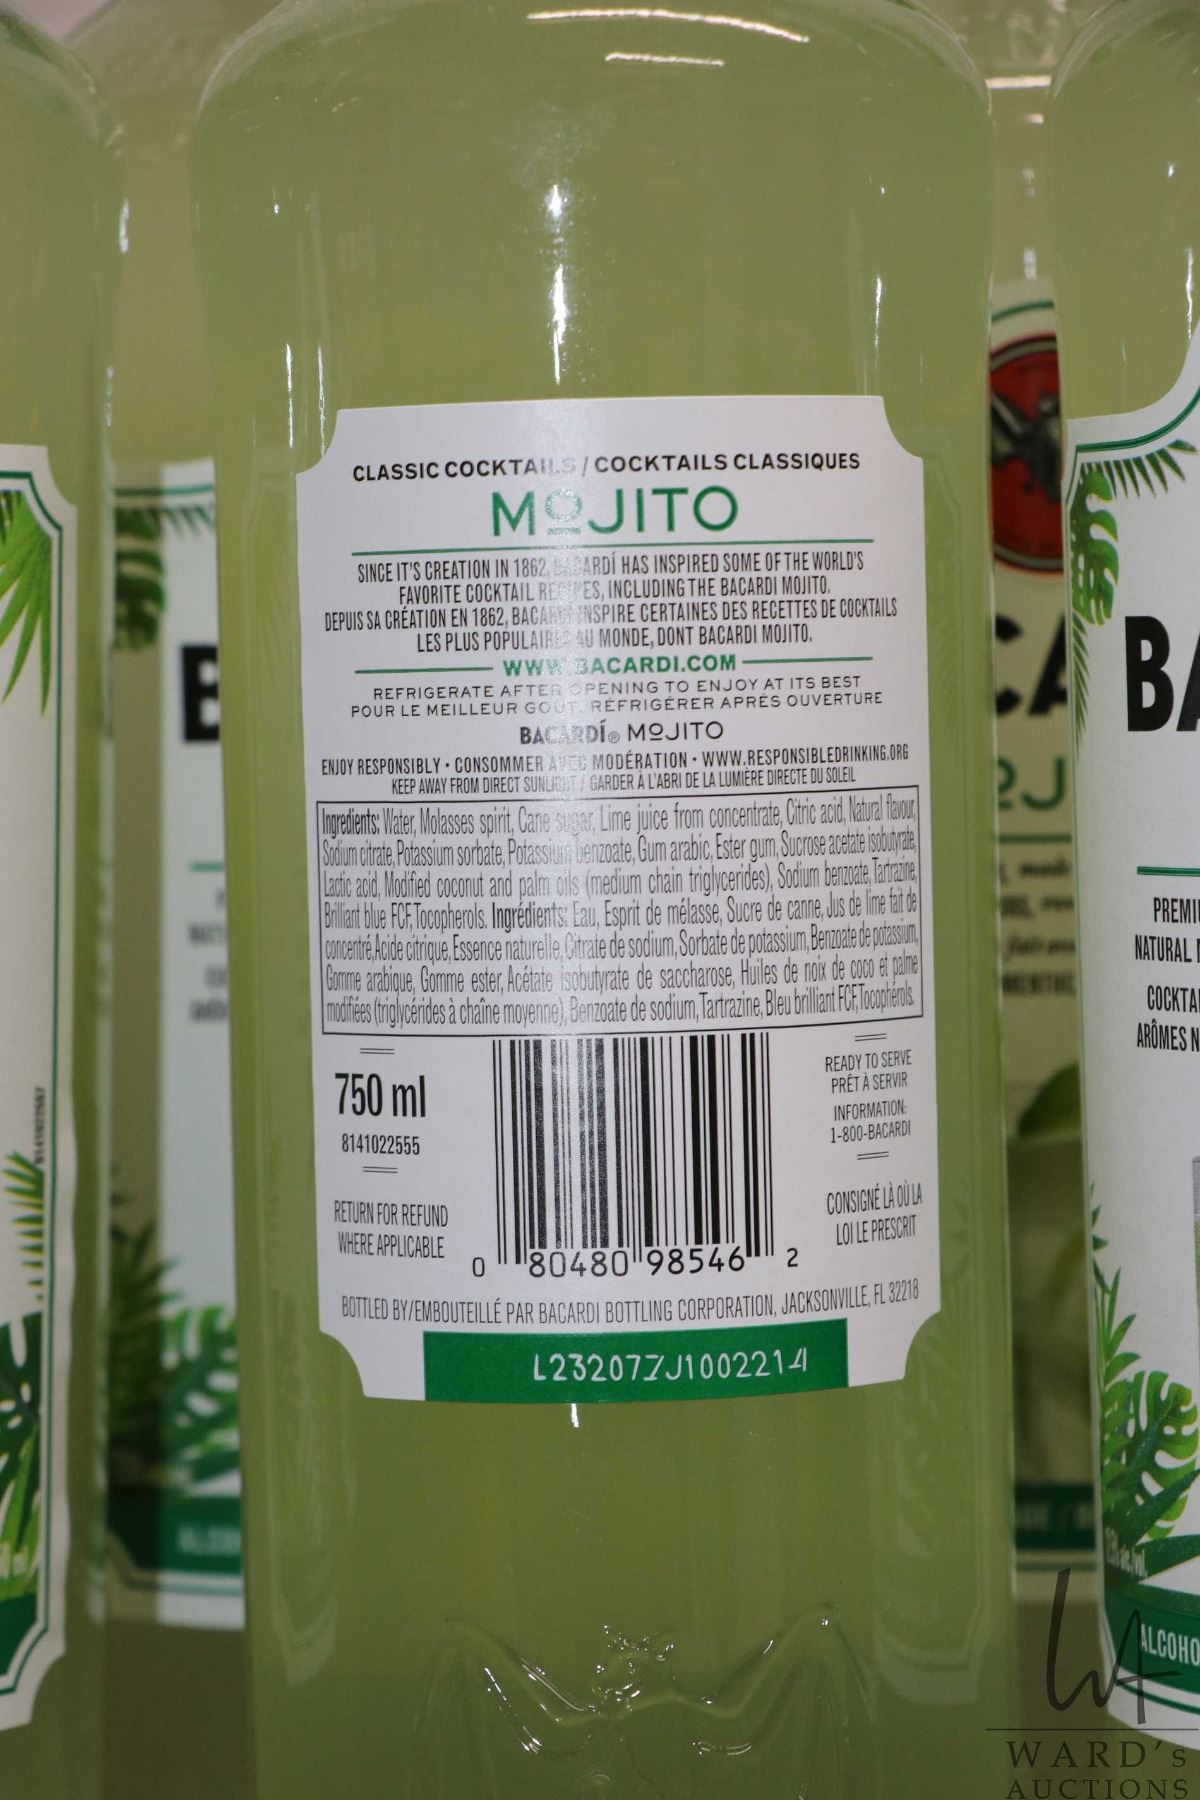 CLASSIC COCKTAILS / COCKTAILS CLASSIQUES
MOJITO
SINCE IT'S CREATION IN 1862, BACARDÍ HAS INSPIRED SOME OF THE WORLD'S
FAVORITE COCKTAIL RECIPES, INCLUDING THE BACARDI MOJITO.
DEPUIS SA CRÉATION EN 1862, BACARDI INSPIRE CERTAINES DES RECETTES DE COCKTAILS
LES PLUS POPULAIRES AU MONDE, DONT BACARDI MOJITO.
WWW.BACARDI.COM
REFRIGERATE AFTER OPENING TO ENJOY AT ITS BEST
POUR LE MEILLEUR GOÛT, RÉFRIGÉRER APRÈS OUVERTURE
BACARDÍ® MOJITO
ENJOY RESPONSIBLY • CONSOMMER AVEC MODÉRATION • WWW.RESPONSIBLEDRINKING.ORG
KEEP AWAY FROM DIRECT SUNLIGHT / GARDER À L'ABRI DE LA LUMIÈRE DIRECTE DU SOLEIL
Ingredients: Water, Molasses spirit, Cane sugar, Lime juice from concentrate, Citric acid, Natural flavour,
Sodium citrate, Potassium sorbate, Potassium benzoate, Gum arabic, Ester gum, Sucrose acetate isobutyrate,
Lactic acid, Modified coconut and palm oils (medium chain triglycerides), Sodium benzoate, Tartrazine,
Brilliant blue FCF, Tocopherols. Ingrédients: Eau, Esprit de mélasse, Sucre de canne, Jus de lime fait de
concentré, Acide citrique, Essence naturelle, Citrate de sodium, Sorbate de potassium, Benzoate de potassium,
Gomme arabique, Gomme ester, Acétate isobutyrate de saccharose, Huiles de noix de coco et palme
modifiées (triglycérides à chaîne moyenne), Benzoate de sodium, Tartrazine, Bleu brilliant FCF, Tocophérols.
750 ml
8141022555
RETURN FOR REFUND
WHERE APPLICABLE
0 80480 98546 2
READY TO SERVE
PRÊT À SERVIR
INFORMATION:
1-800-BACARDI
CONSIGNÉ LÀ OÙ LA
LOI LE PRESCRIT
BOTTLED BY/EMBOUTEILLÉ PAR BACARDI BOTTLING CORPORATION, JACKSONVILLE, FL 32218
L23207ZJ1002214
B
CA
BA
PREMI
NATURAL
COCKTA
ARÔMES N
ALCOHO
WARD's
AUCTIONS